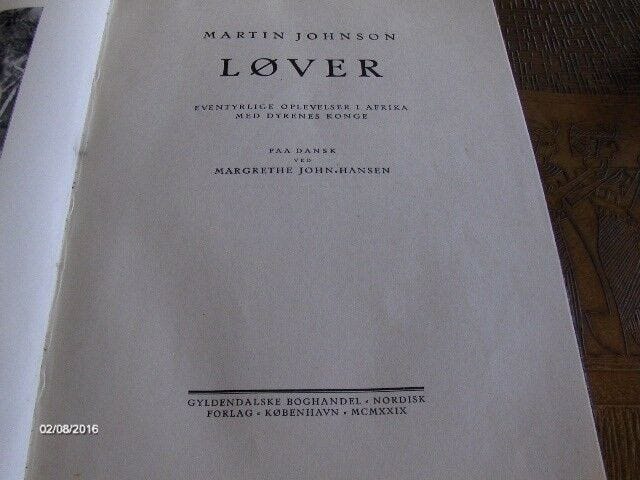 MARTIN JOHNSON
LØVER
EVENTYRLIGE OPLEVELSER I AFRIKA
MED DYRENES KONGE
PAA DANSK
VED
MARGRETHE JOHN-HANSEN
GYLDENDALSKE BOGHANDEL - NORDISK
FORLAG - KØBENHAVN - MCMXXIX
02/08/2016